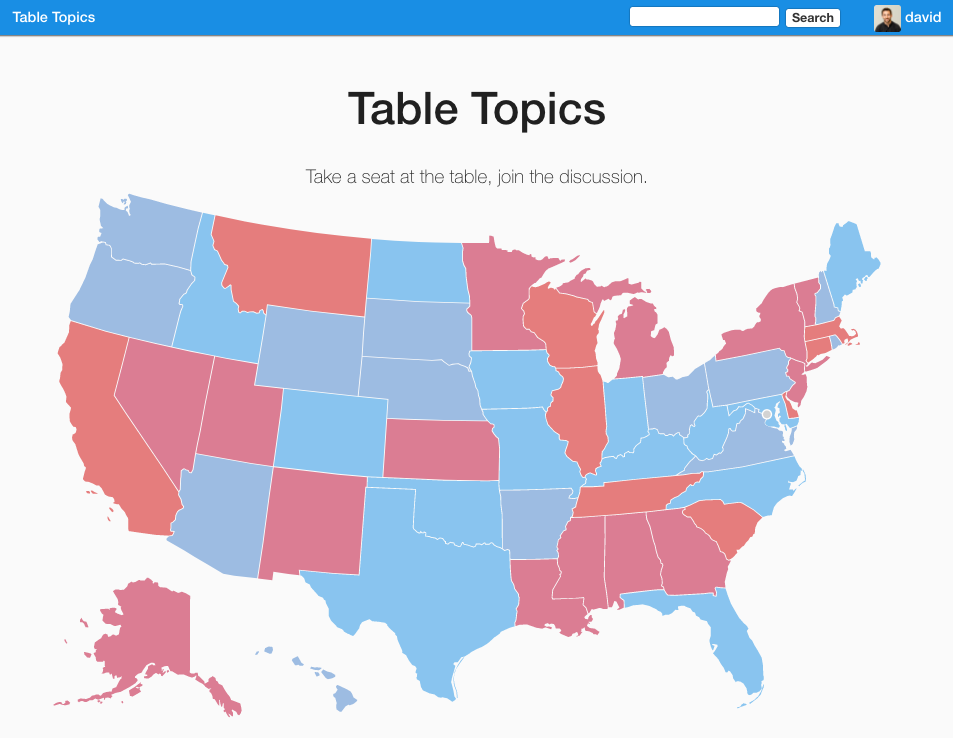 Table Topics
Search
david
Table Topics
Take a seat at the table, join the discussion.